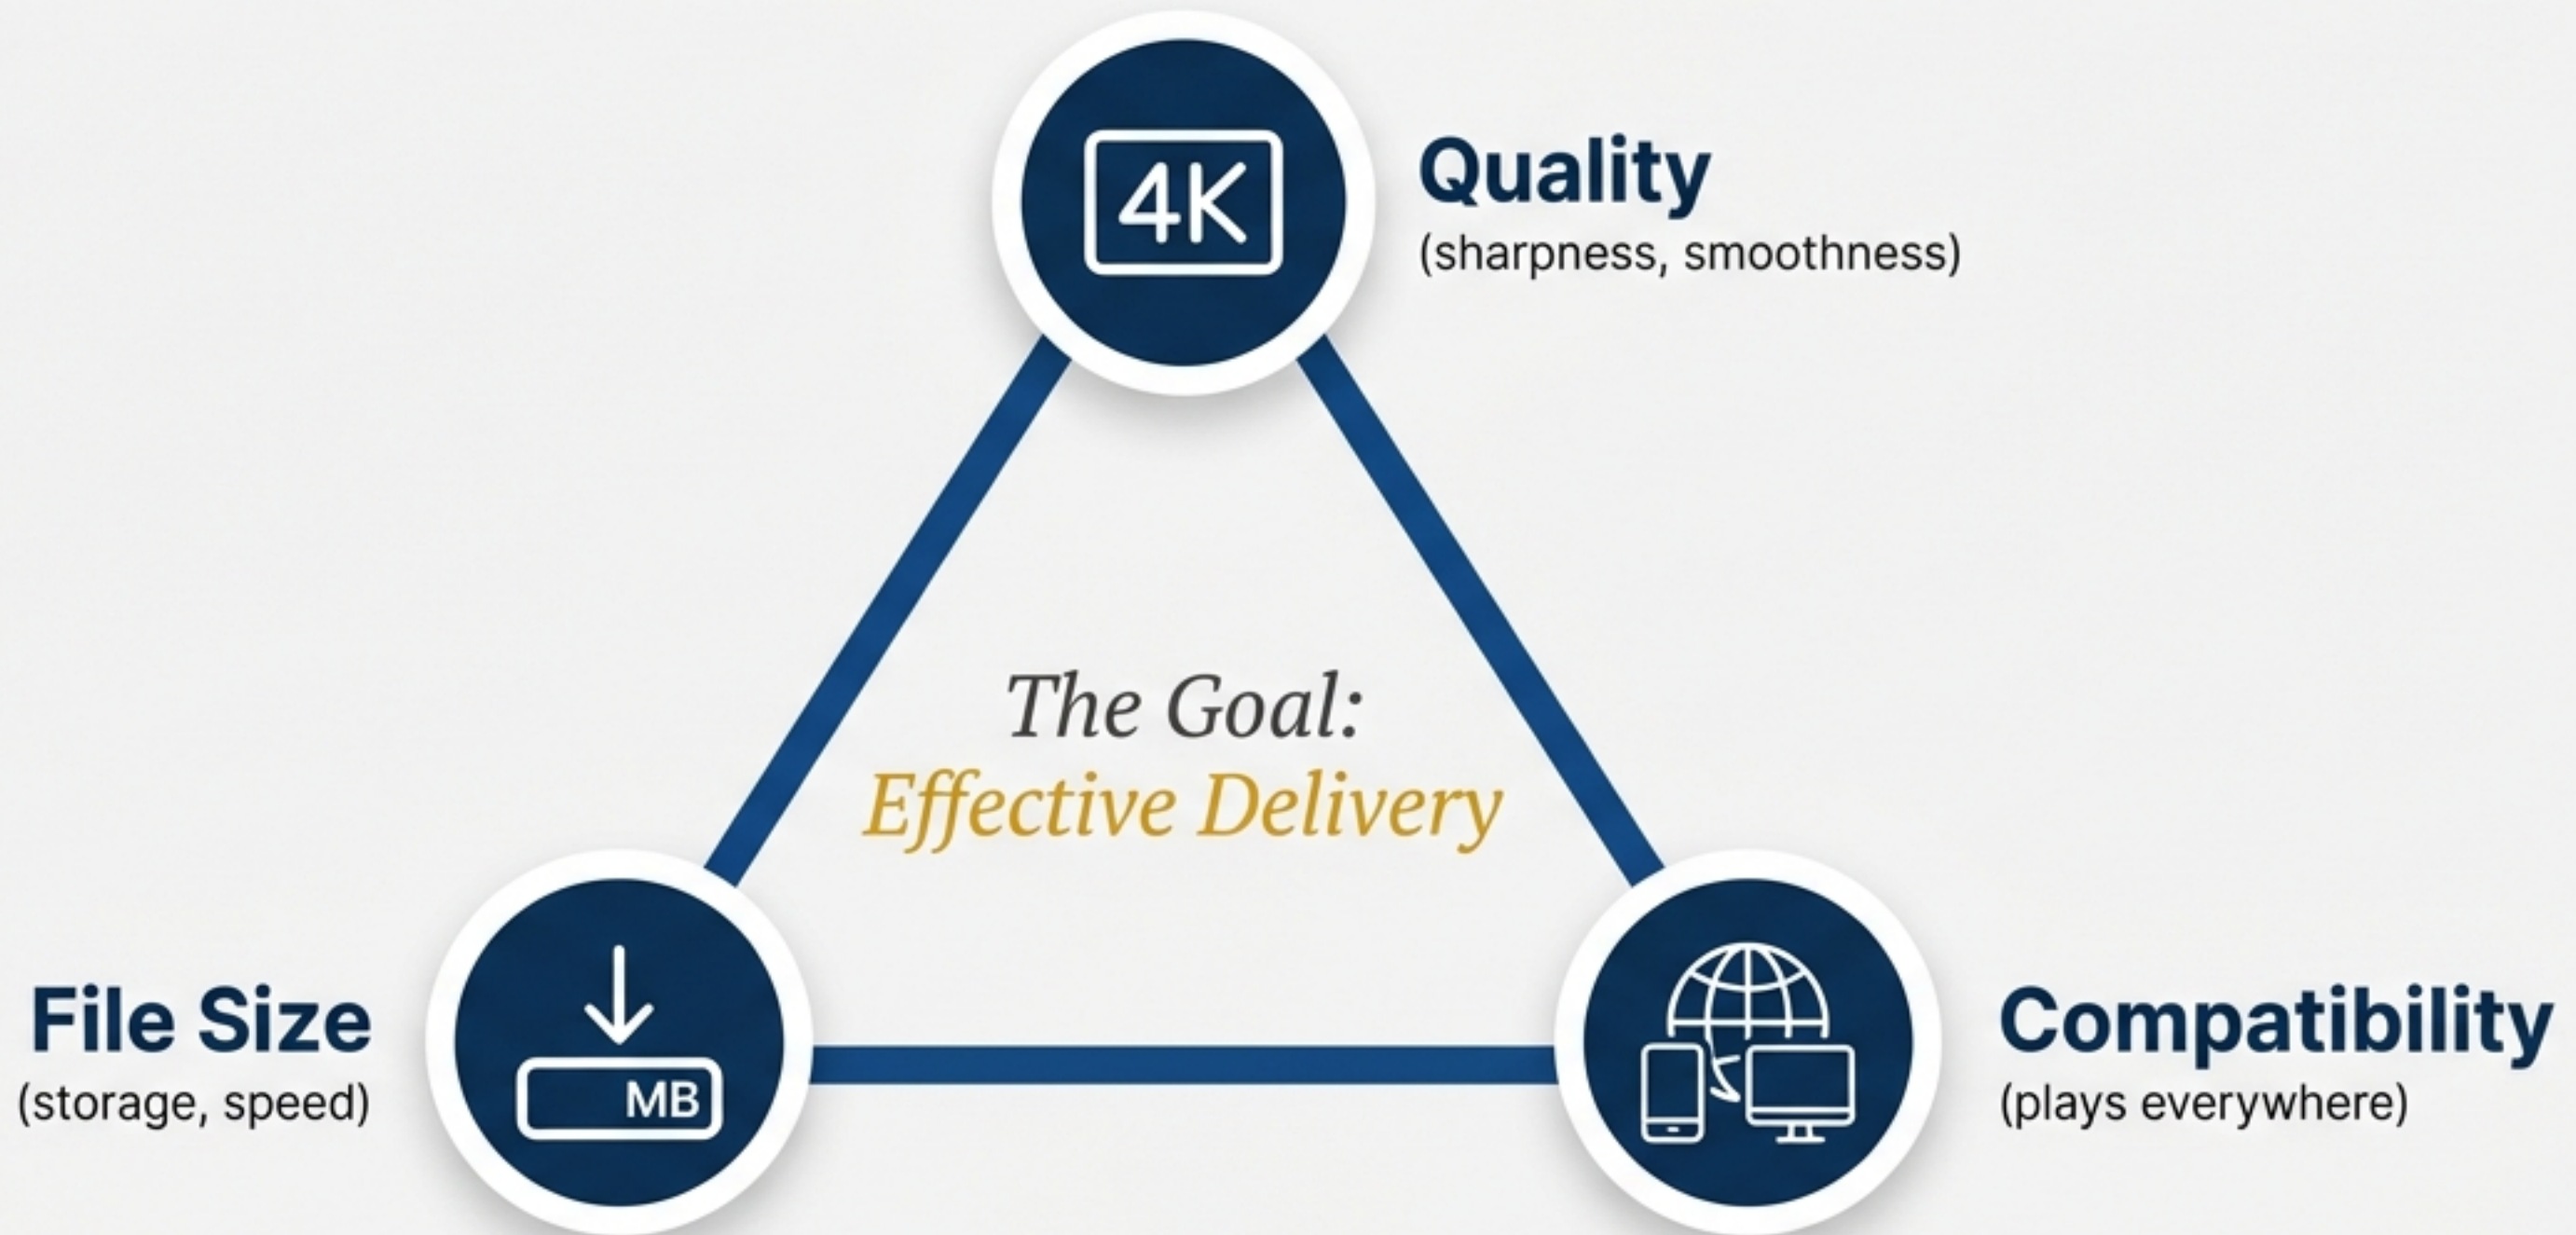 4K
Quality
(sharpness, smoothness)
The Goal:
Effective Delivery
File Size
(storage, speed)
MB
Compatibility
(plays everywhere)